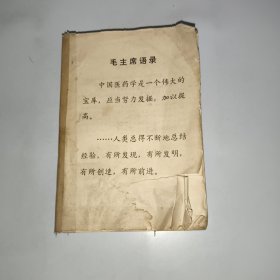 毛主席语录
中国医药学是一个伟大的
宝库，应当努力发掘，加以提
高。
……人类总得不断地总结
经验，有所发现，有所发明，
有所创造，有所前进。